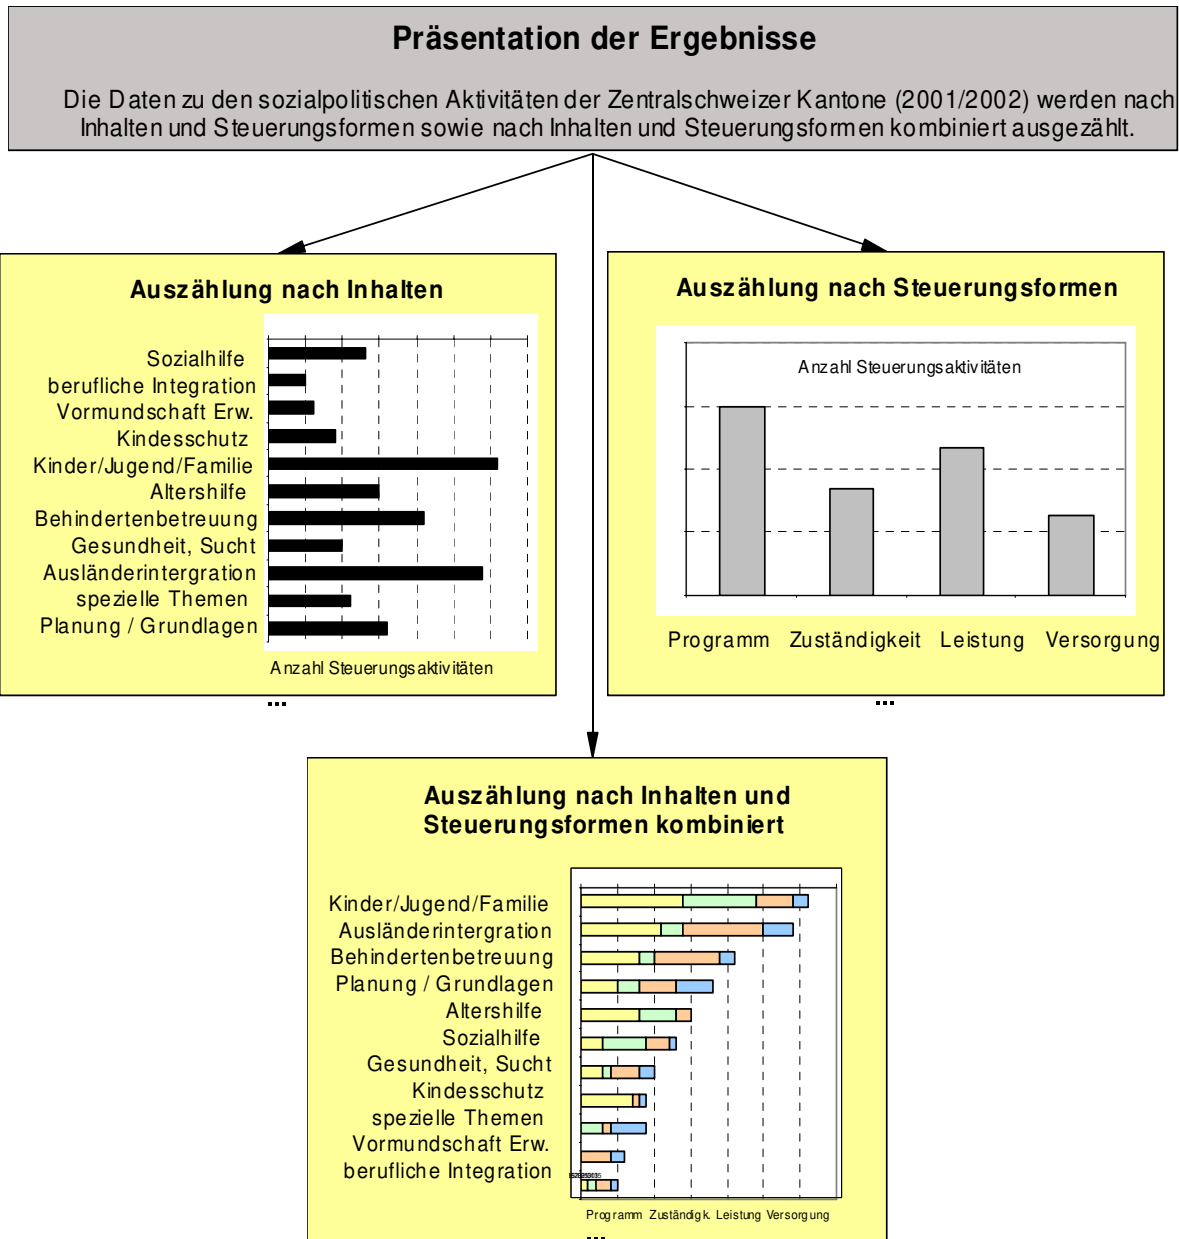 Präsentation der Ergebnisse
Die Daten zu den sozialpolitischen Aktivitäten der Zentralschweizer Kantone (2001/2002) werden nach
Inhalten und Steuerungsformen sowie nach Inhalten und Steuerungsformen kombiniert ausgezählt.
Auszählung nach Inhalten
Sozialhilfe
berufliche Integration
Vormundschaft Erw.
Kindesschutz
Kinder/Jugend/Familie
Altershilfe
Behindertenbetreuung
Gesundheit, Sucht
Ausländerintergration
spezielle Themen
Planung / Grundlagen
Anzahl Steuerungsaktivitäten
...
Auszählung nach Steuerungsformen
Anzahl Steuerungsaktivitäten
Programm Zuständigkeit Leistung Versorgung
...
Auszählung nach Inhalten und
Steuerungsformen kombiniert
Kinder/Jugend/Familie
Ausländerintergration
Behindertenbetreuung
Planung / Grundlagen
Altershilfe
Sozialhilfe
Gesundheit, Sucht
Kindesschutz
spezielle Themen
Vormundschaft Erw.
berufliche Integration
Programm Zuständigk. Leistung Versorgung
...